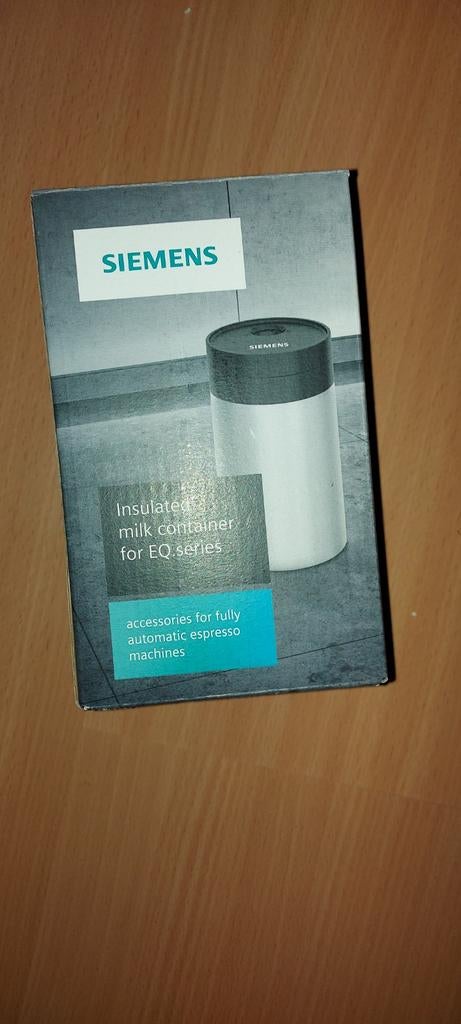 SIEMENS
SIEMENS
Insulated
milk container
for EQ.series
accessories for fully
automatic espresso
machines